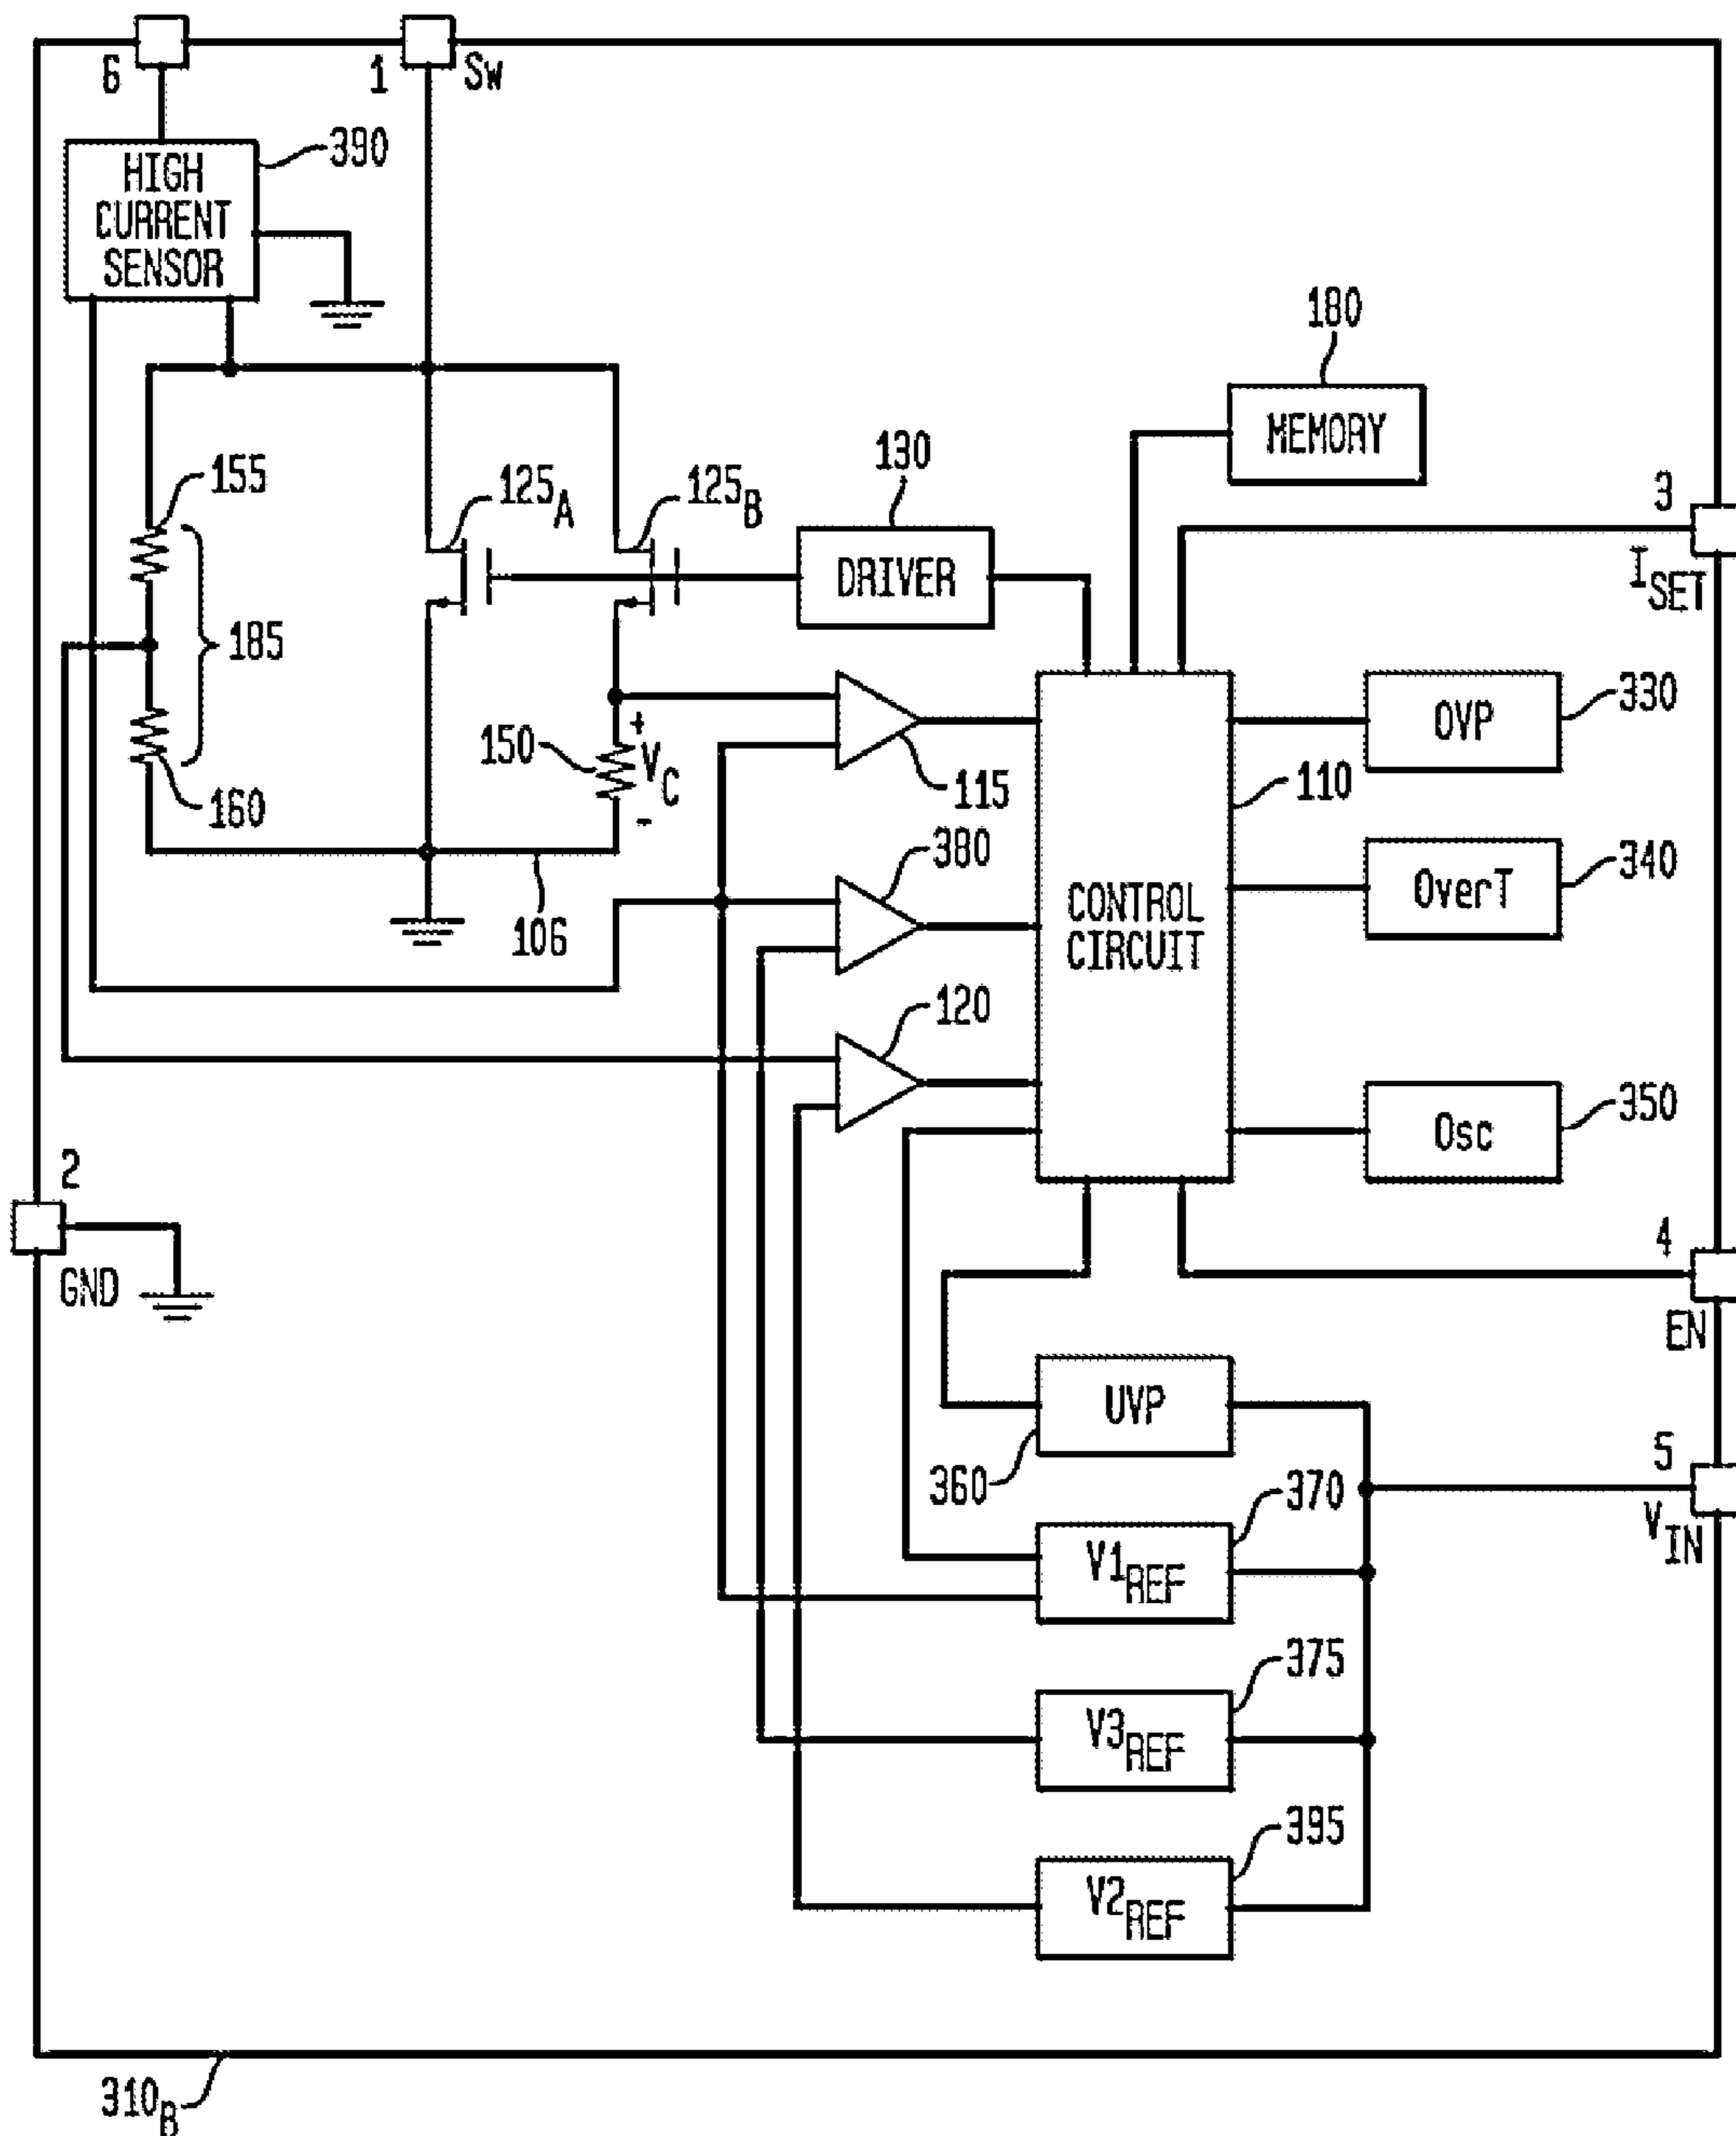 6
1
SW
HIGH
CURRENT
SENSOR
390
180
MEMORY
155
125A
125B
130
DRIVER
3
ISET
185
150
+
VC
-
160
115
OVP
330
110
380
OverT
340
106
CONTROL
CIRCUIT
120
Osc
350
2
GND
4
EN
UVP
360
5
VIN
370
V1REF
375
V3REF
395
V2REF
310B